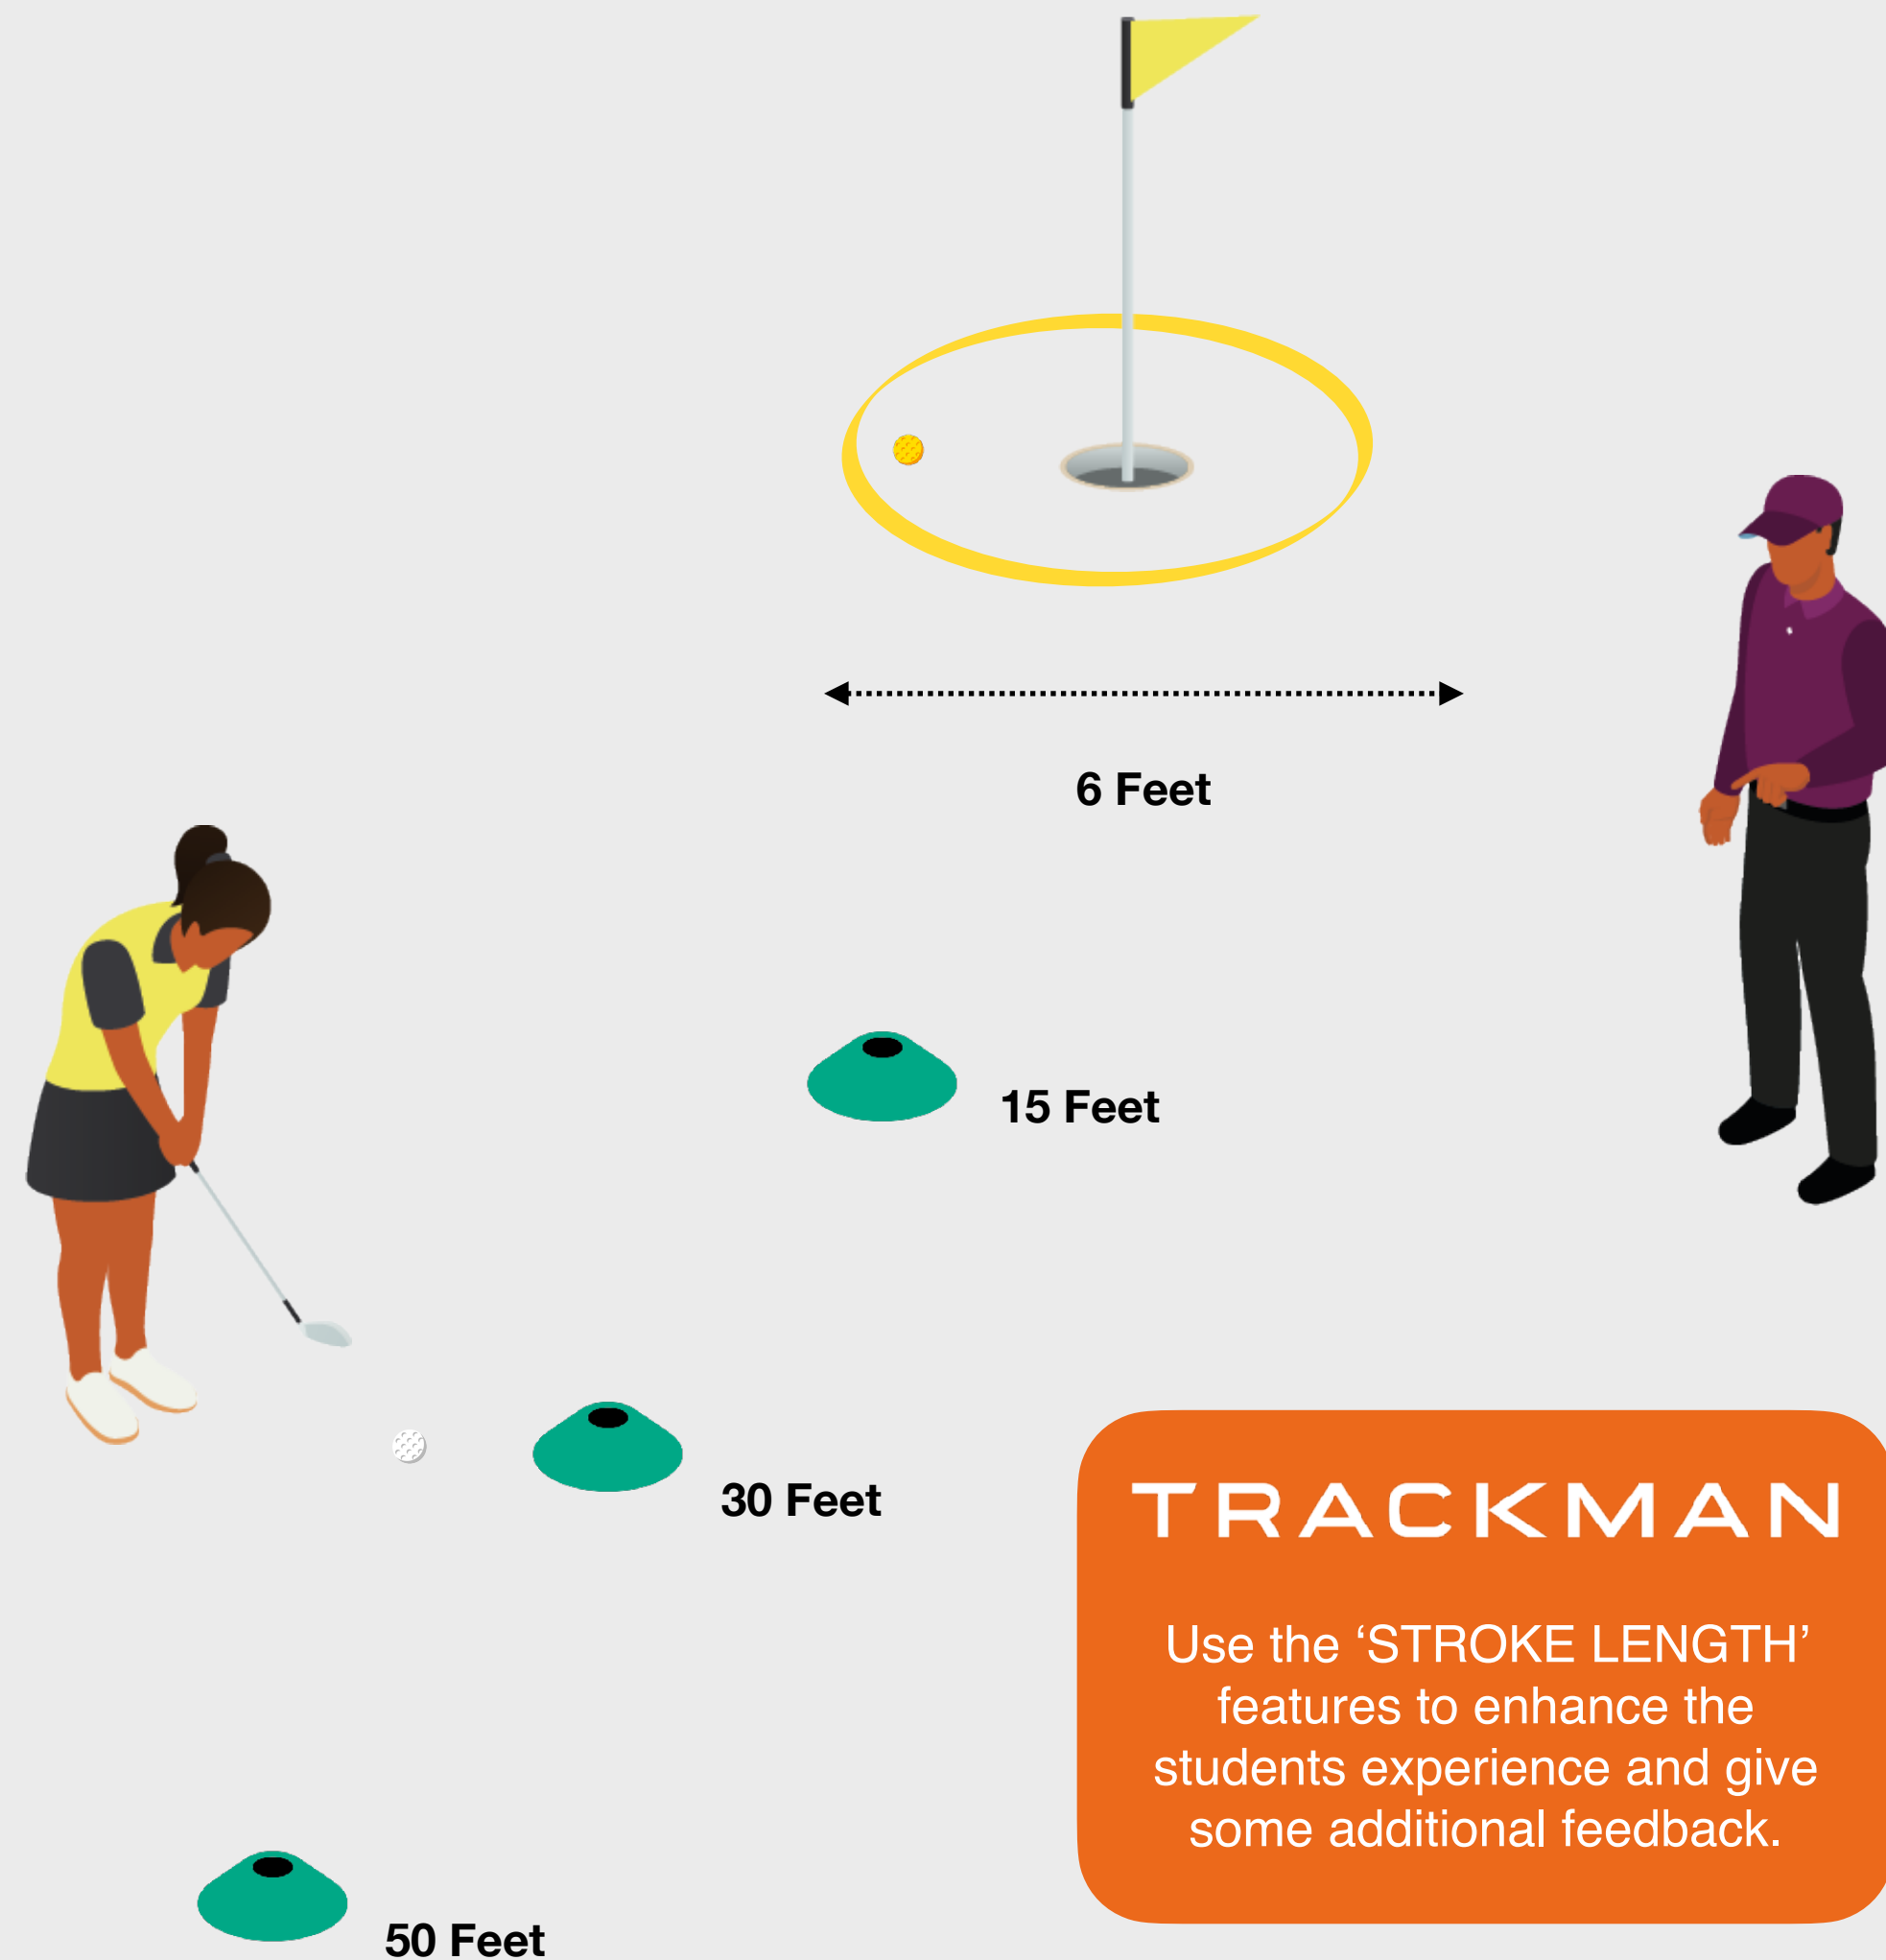 6 Feet
15 Feet
30 Feet
TRACKMAN
Use the ‘STROKE LENGTH’
features to enhance the
students experience and give
some additional feedback.
50 Feet